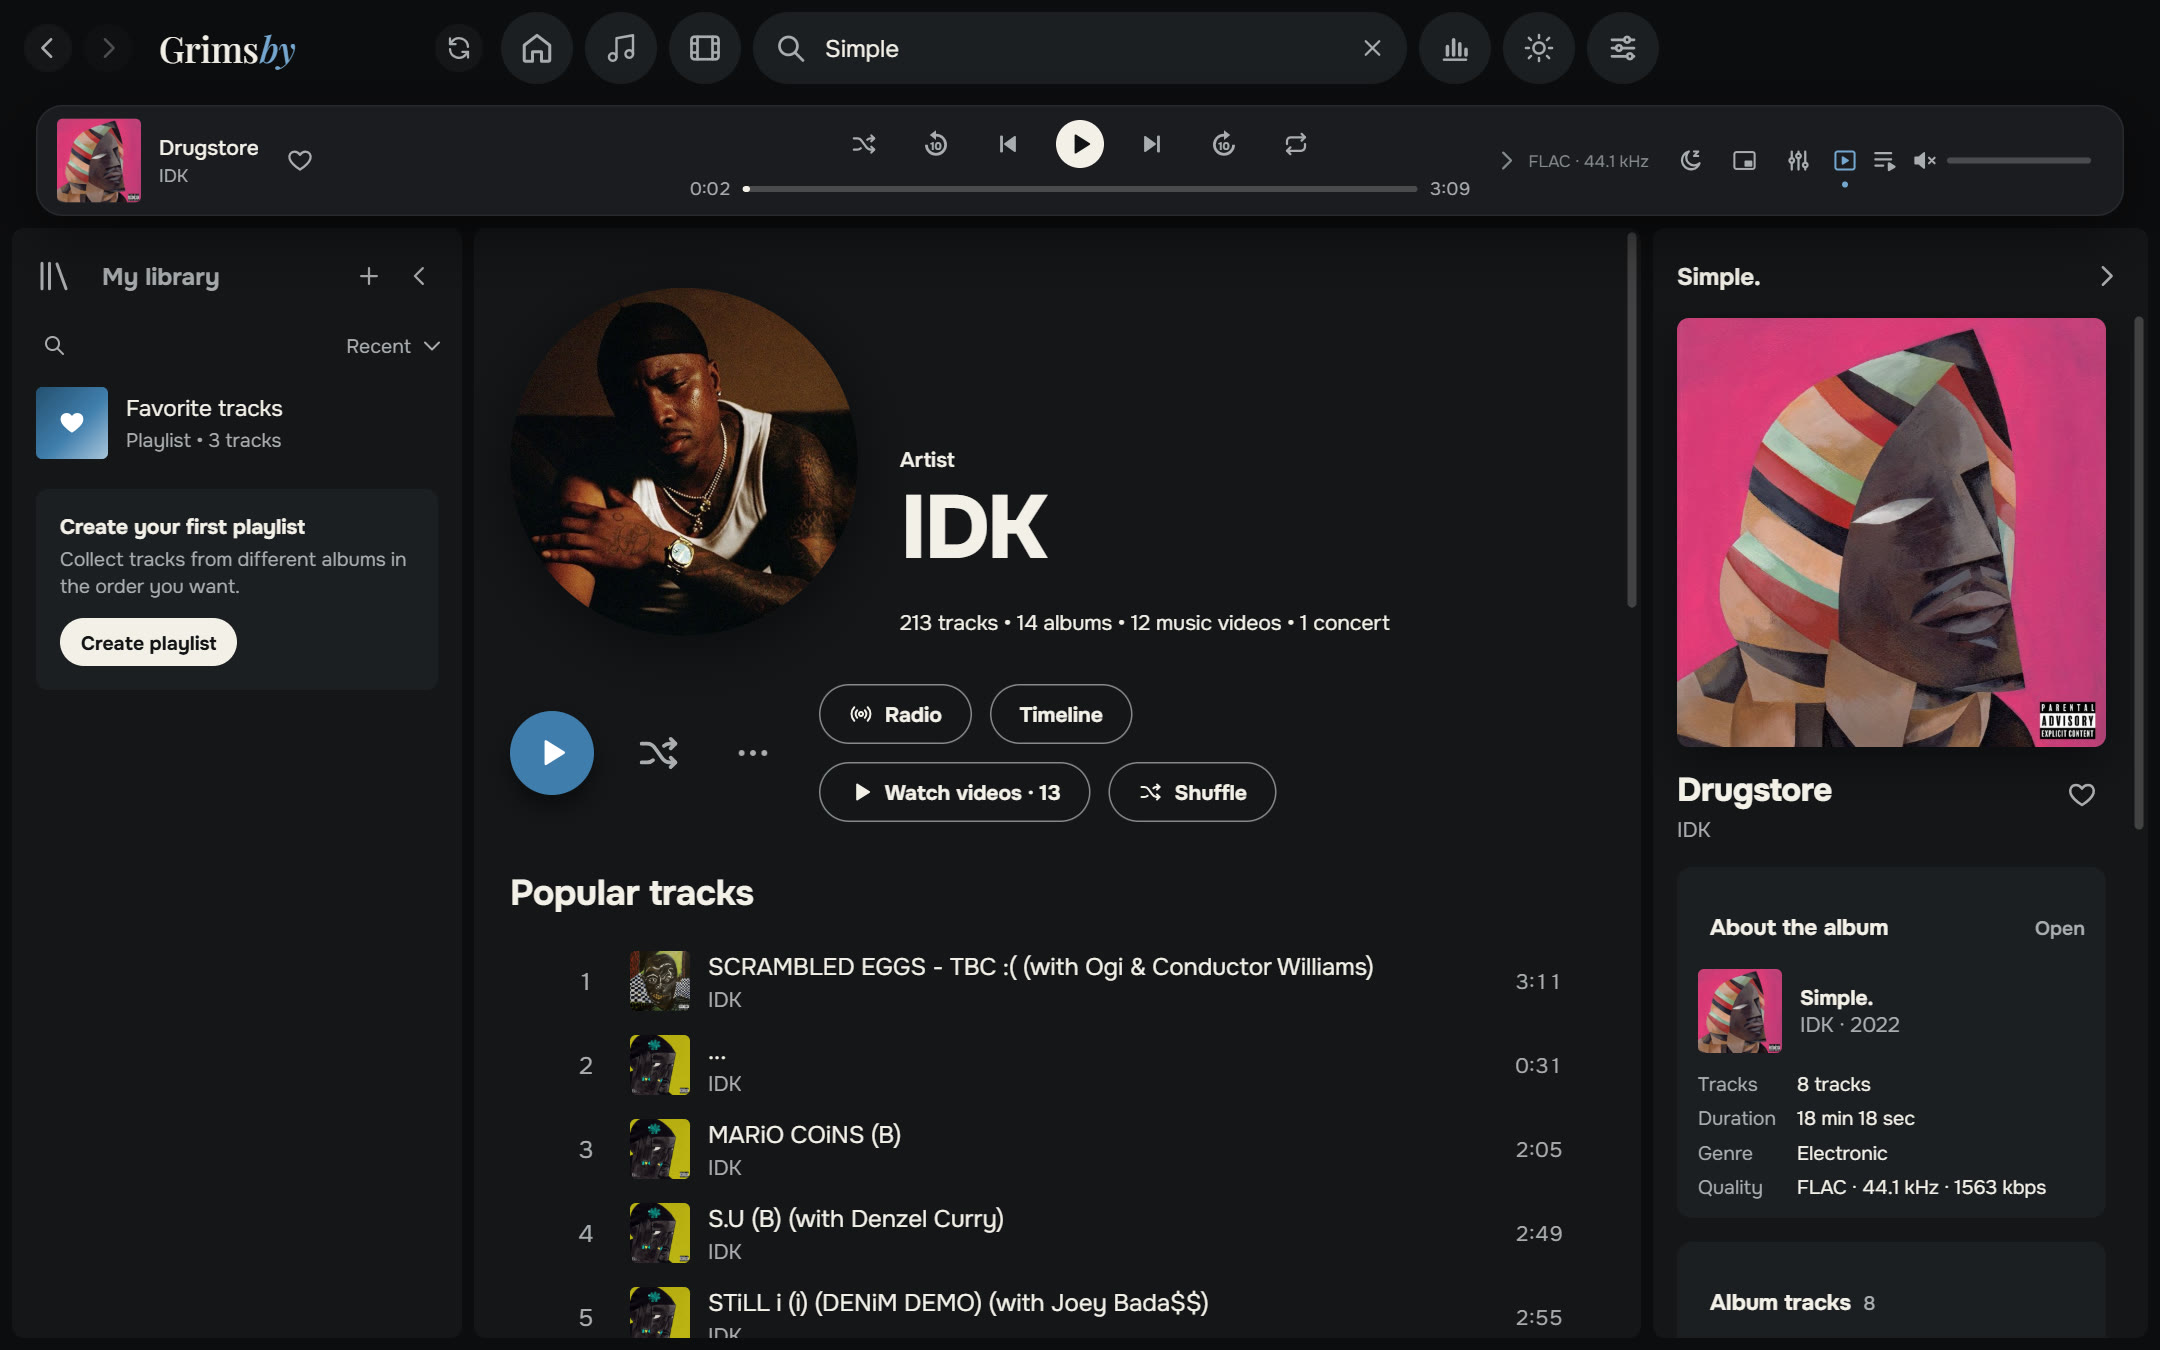 Grimsby
Simple
Drugstore
IDK
10
10
0:02
3:09
FLAC · 44.1 kHz
My library
Recent
Favorite tracks
Playlist • 3 tracks
Create your first playlist
Collect tracks from different albums in
the order you want.
Create playlist
Artist
IDK
213 tracks • 14 albums • 12 music videos • 1 concert
Radio
Timeline
Watch videos · 13
Shuffle
Popular tracks
1
SCRAMBLED EGGS - TBC :( (with Ogi & Conductor Williams)
IDK
3:11
2
...
IDK
0:31
3
MARiO COiNS (B)
IDK
2:05
4
S.U (B) (with Denzel Curry)
IDK
2:49
5
STiLL i (i) (DENiM DEMO) (with Joey Bada$$)
IDK
2:55
Simple.
PARENTAL
ADVISORY
EXPLICIT CONTENT
Drugstore
IDK
About the album
Open
Simple.
IDK · 2022
Tracks 8 tracks
Duration 18 min 18 sec
Genre Electronic
Quality FLAC · 44.1 kHz · 1563 kbps
Album tracks 8